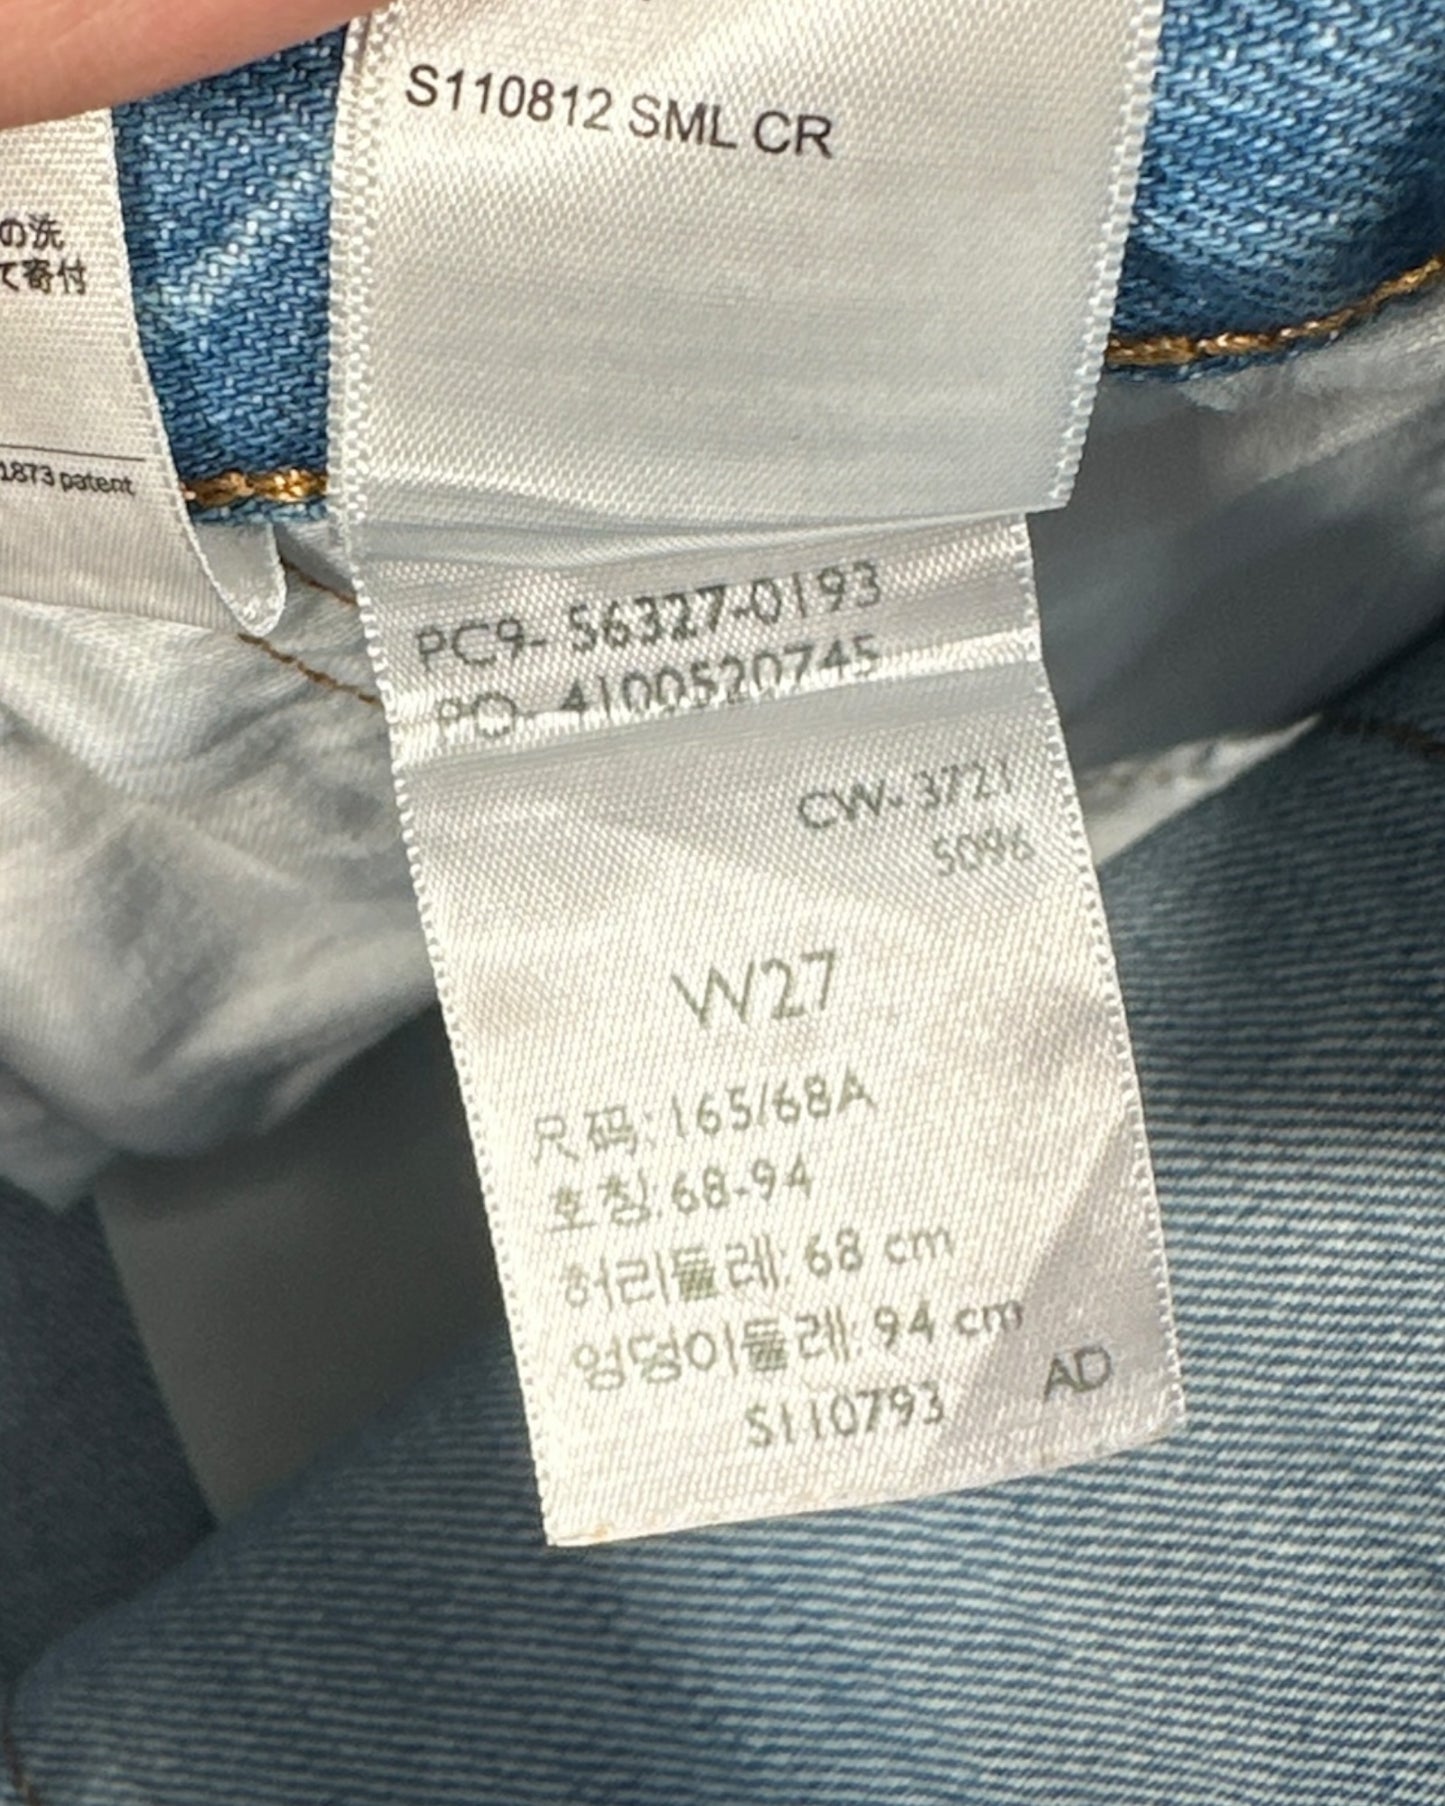 S110812 SML CR
の洗
て寄付
1873 patent
PC9- 56327-0193
PO- 4100520745
CW- 3721
5096
W27
尺码: 165/68A
호칭: 68-94
허리둘레: 68 cm
엉덩이둘레: 94 cm
S110793
AD